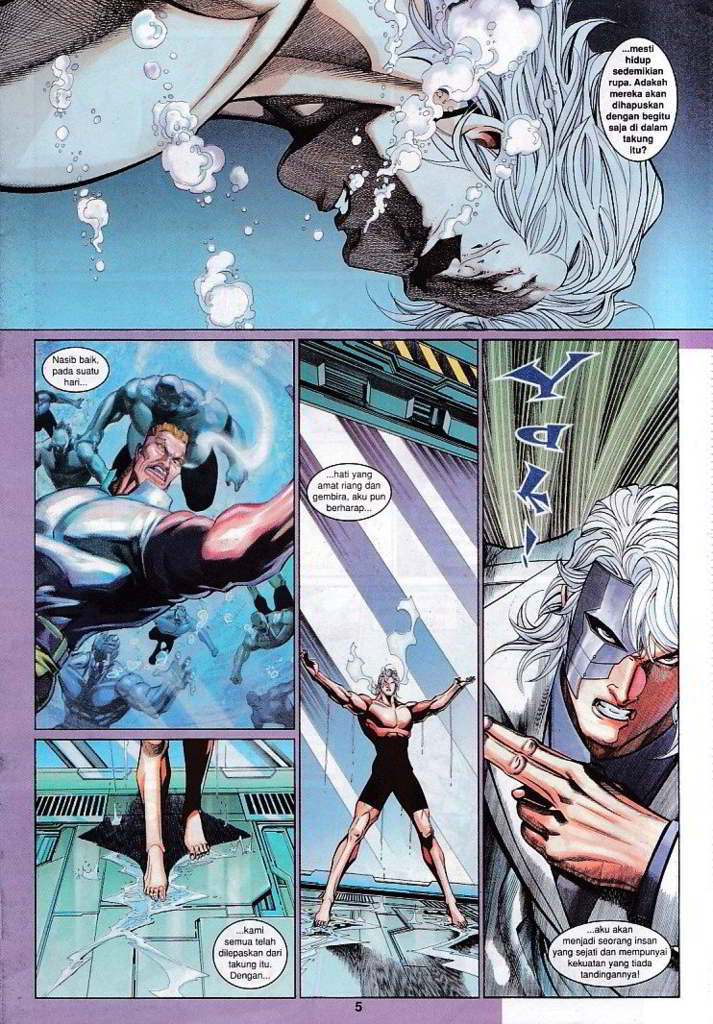 ...mesti
hidup
sedemikian
rupa. Adakah
mereka akan
dihapuskan
dengan begitu
saja di dalam
takung
itu?
Nasib baik,
pada suatu
hari...
...kami
semua telah
dilepaskan dari
takung itu.
Dengan...
...hati yang
amat riang dan
gembira, aku pun
berharap...
YaK!
...aku akan
menjadi seorang insan
yang sejati dan mempunyai
kekuatan yang tiada
tandingannya!
5